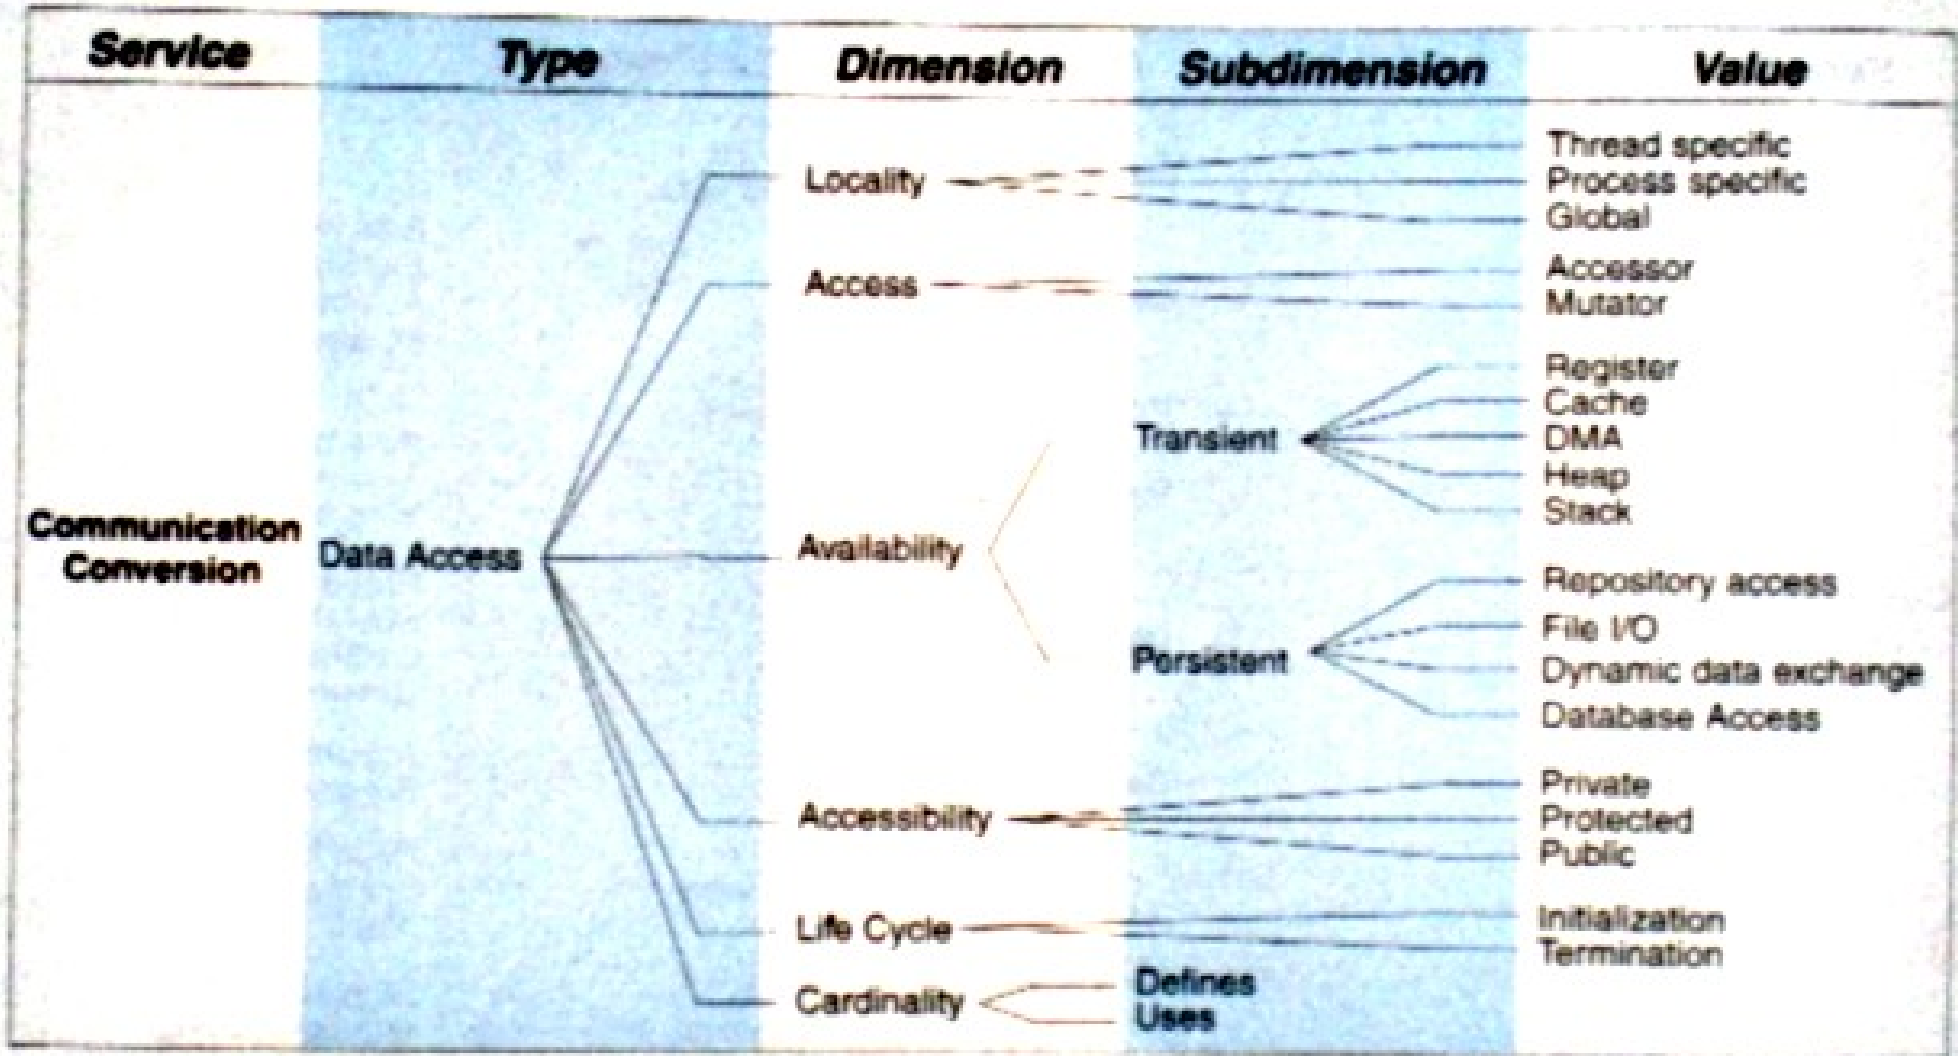 Service Type Dimension Subdimension Value
Thread specific
Locality Process specific
Global
Accessor
Access
Mutator
Register
Cache
Transient DMA
Heap
Stack
Communication
Conversion
Data Access Availability
Repository access
File I/O
Persistent
Dynamic data exchange
Database Access
Private
Accessibility Protected
Public
Initialization
Life Cycle
Termination
Defines
Cardinality
Uses